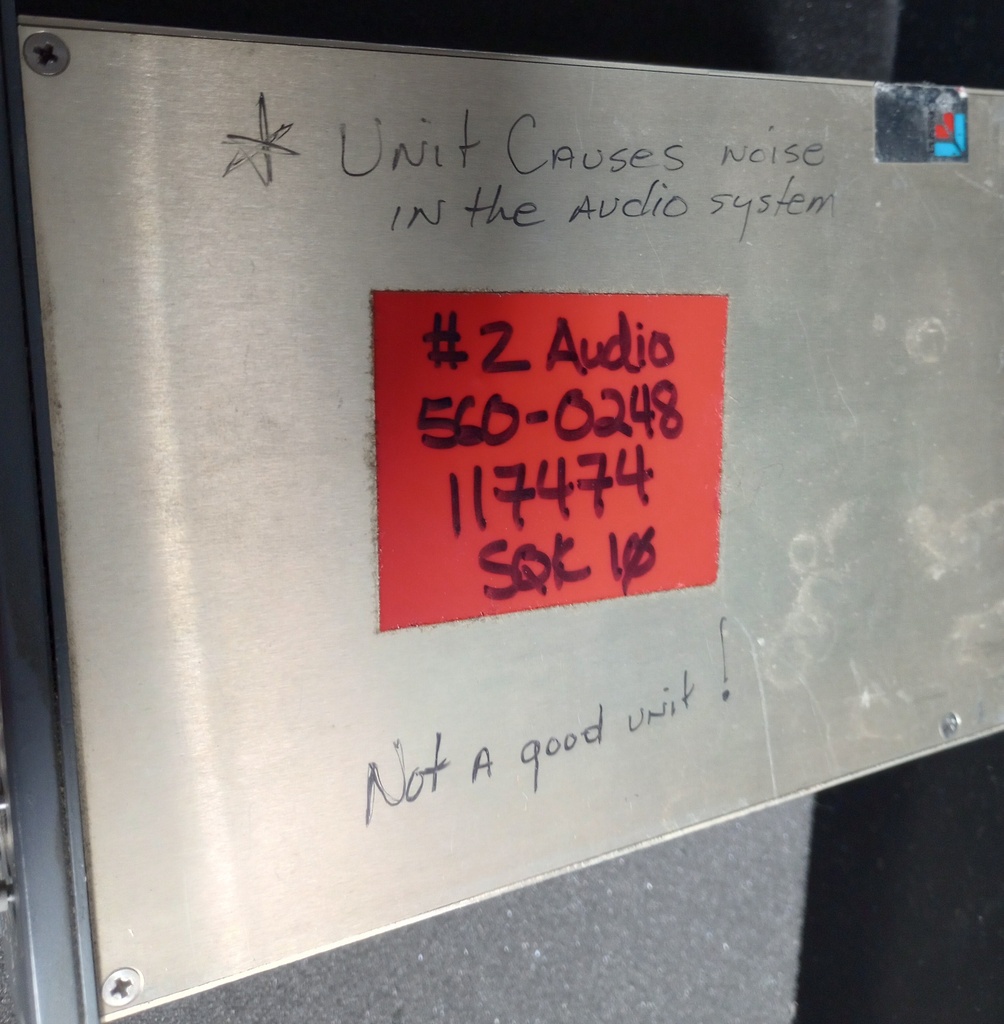 * Unit Causes noise
in the Audio system
#2 Audio
560-0248
117474
SQK 10
Not A good unit!